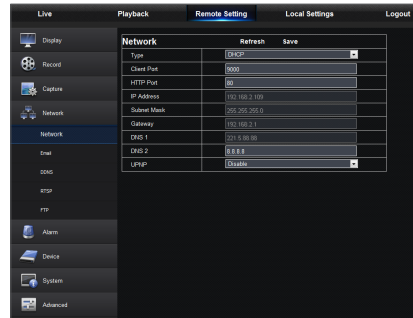 Live Playback Remote Setting Local Settings Logout
Display
Record
Capture
Network
Network
Email
DDNS
RTSP
FTP
Alarm
Device
System
Advanced
Network Refresh Save
Type DHCP
Client Port 9000
HTTP Port 80
IP Address 192.168.2.109
Subnet Mask 255.255.255.0
Gateway 192.168.2.1
DNS 1 221.5.88.88
DNS 2 8.8.8.8
UPNP Disable